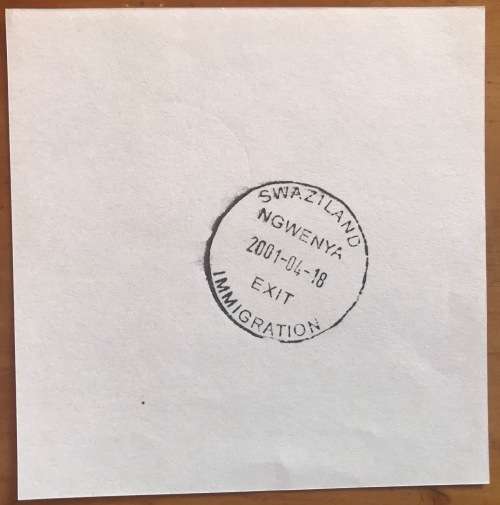 SWAZILAND
NGWENYA
2001-04-18
EXIT
IMMIGRATION